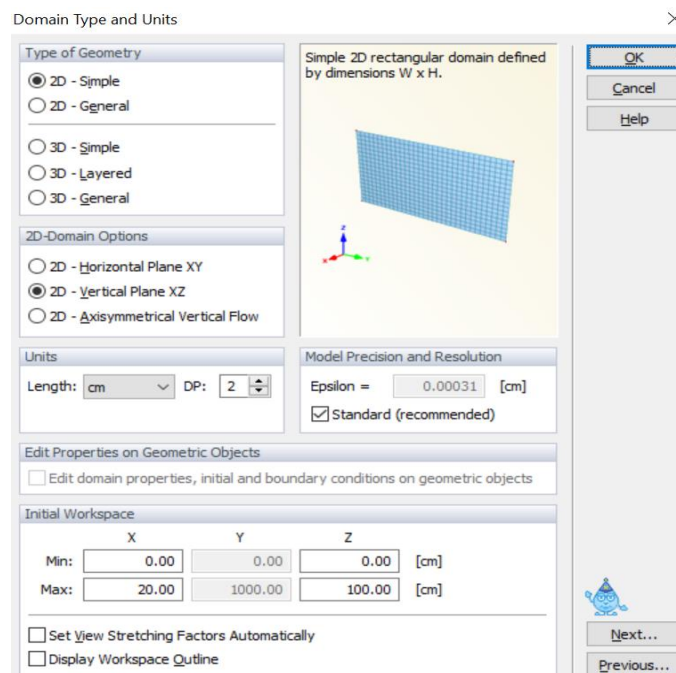 Domain Type and Units
Type of Geometry
2D - Simple
2D - General
3D - Simple
3D - Layered
3D - General
Simple 2D rectangular domain defined
by dimensions W x H.
z
x
y
OK
Cancel
Help
2D-Domain Options
2D - Horizontal Plane XY
2D - Vertical Plane XZ
2D - Axisymmetrical Vertical Flow
Units
Length: cm DP: 2
Model Precision and Resolution
Epsilon = 0.00031 [cm]
Standard (recommended)
Edit Properties on Geometric Objects
Edit domain properties, initial and boundary conditions on geometric objects
Initial Workspace
X Y Z
Min: 0.00 0.00 0.00 [cm]
Max: 20.00 1000.00 100.00 [cm]
Set View Stretching Factors Automatically
Display Workspace Outline
Next...
Previous...